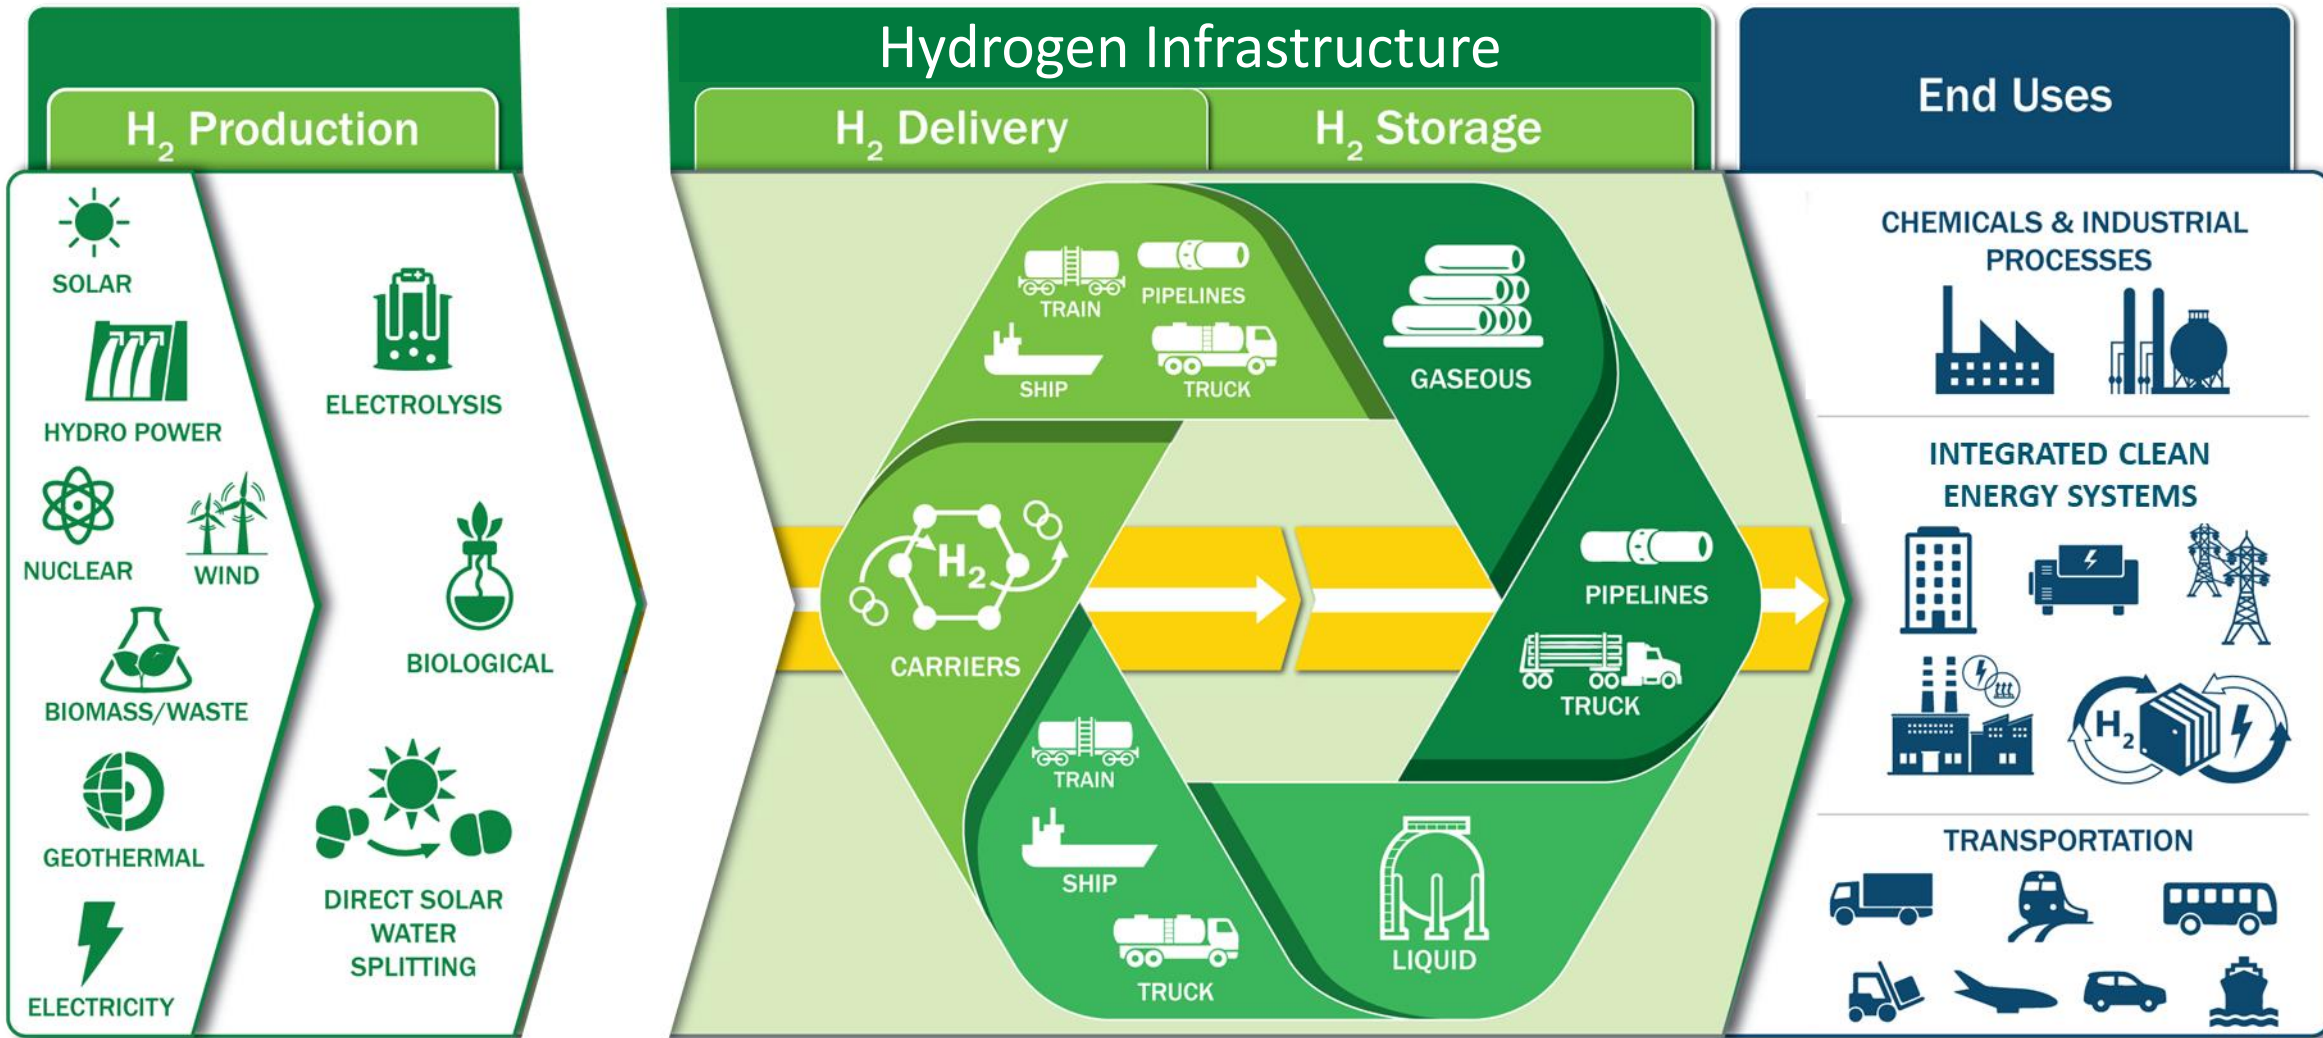 Hydrogen Infrastructure
H₂ Production
H₂ Delivery
H₂ Storage
End Uses
SOLAR
HYDRO POWER
NUCLEAR
WIND
BIOMASS/WASTE
GEOTHERMAL
ELECTRICITY
ELECTROLYSIS
BIOLOGICAL
DIRECT SOLAR
WATER
SPLITTING
TRAIN
PIPELINES
SHIP
TRUCK
GASEOUS
H₂
CARRIERS
PIPELINES
TRUCK
TRAIN
SHIP
TRUCK
LIQUID
CHEMICALS & INDUSTRIAL
PROCESSES
INTEGRATED CLEAN
ENERGY SYSTEMS
H₂
TRANSPORTATION